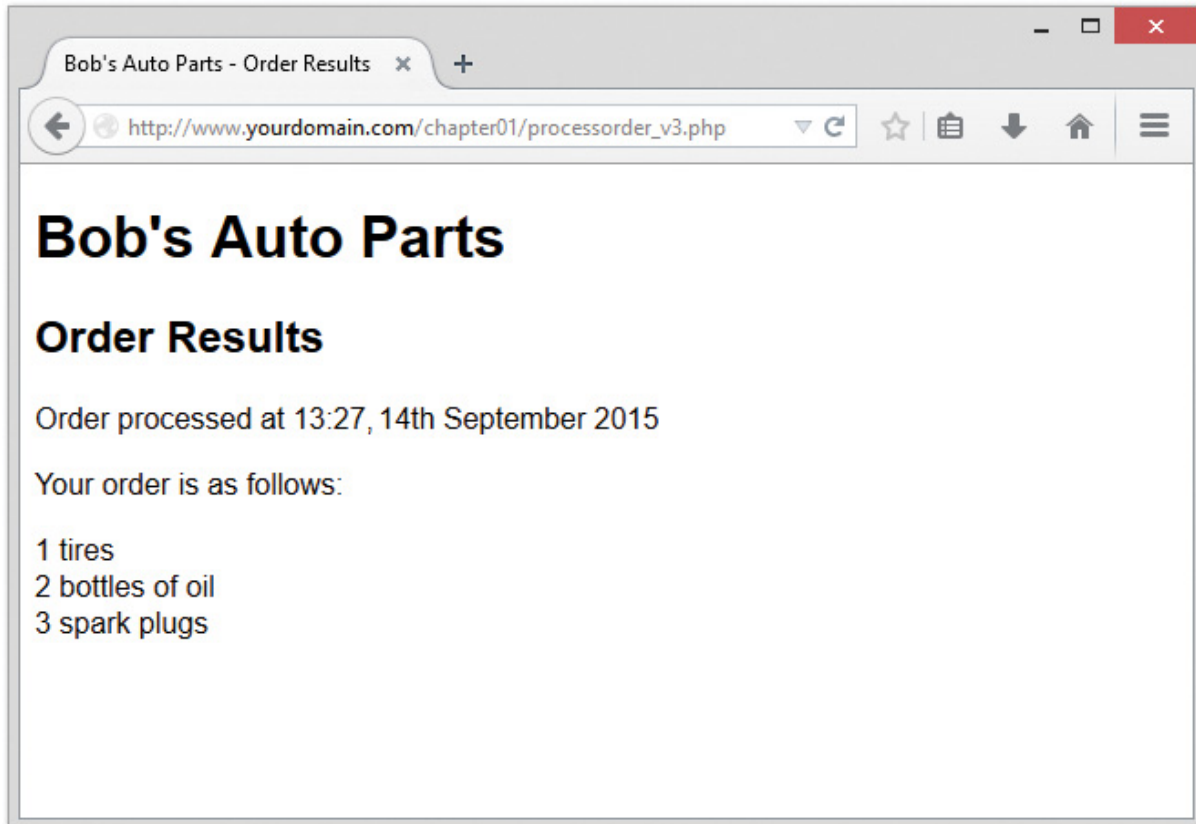 Bob's Auto Parts - Order Results
http://www.yourdomain.com/chapter01/processorder_v3.php
Bob's Auto Parts
Order Results
Order processed at 13:27, 14th September 2015
Your order is as follows:
1 tires
2 bottles of oil
3 spark plugs